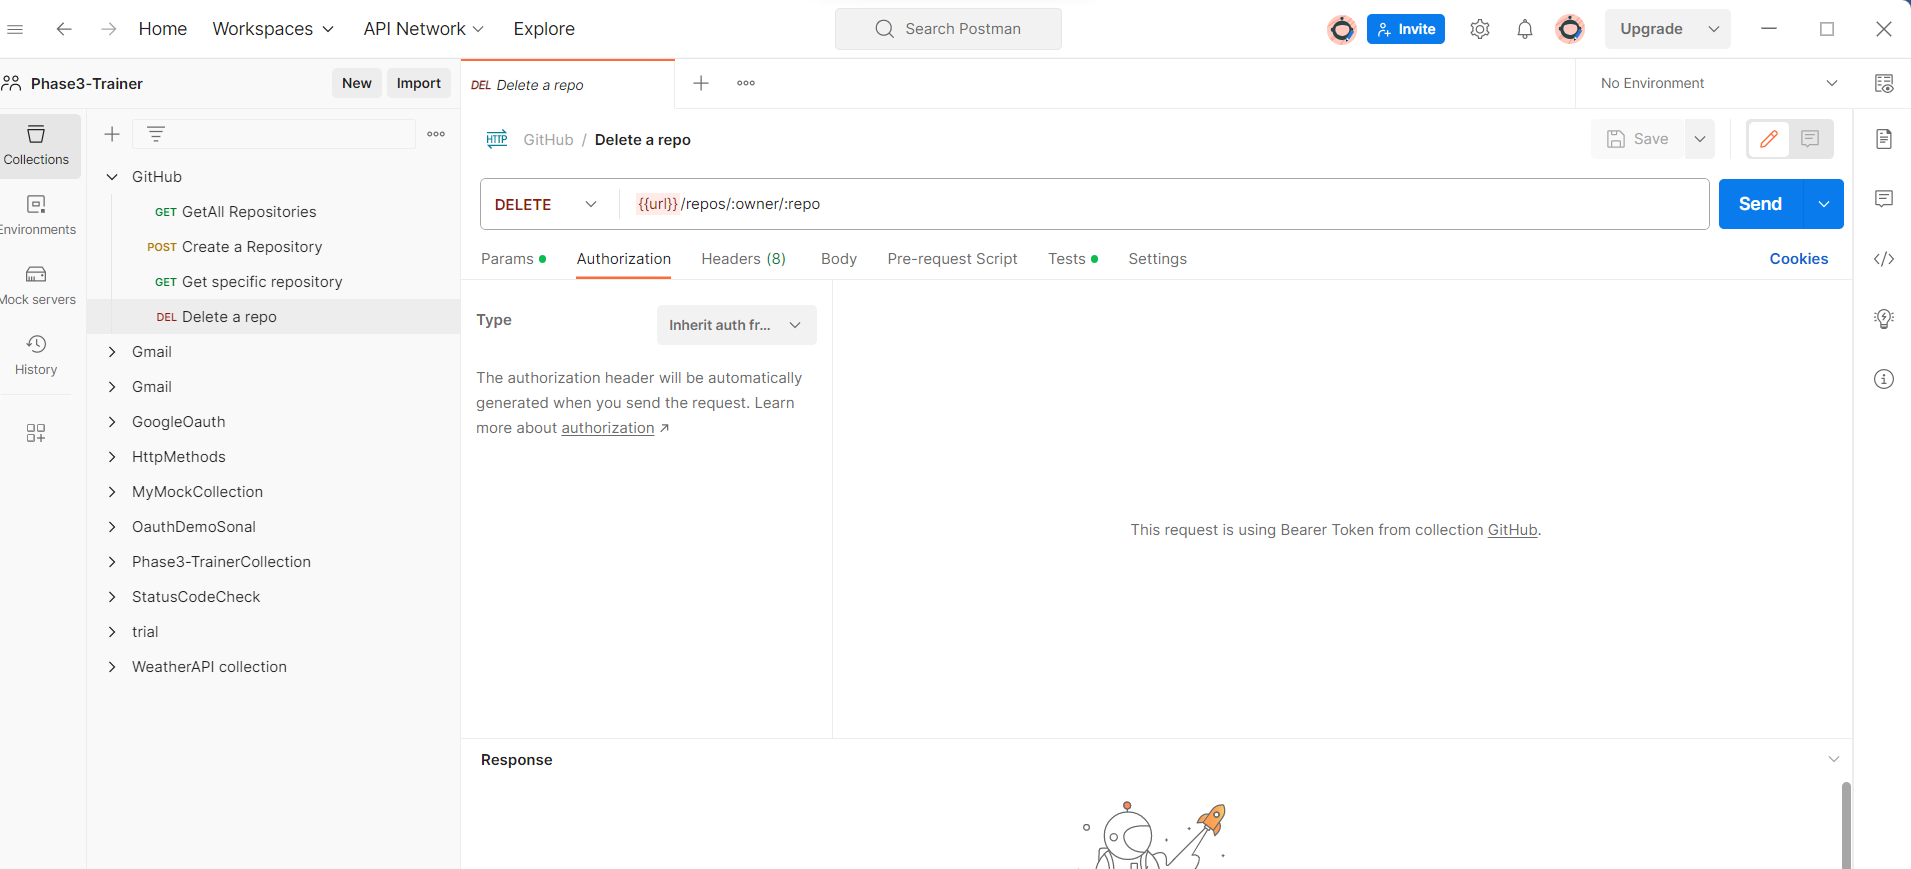 Home Workspaces API Network Explore Search Postman Invite Upgrade
Phase3-Trainer New Import DEL Delete a repo No Environment
Collections
Environments
Mock servers
History
GitHub
GET GetAll Repositories
POST Create a Repository
GET Get specific repository
DEL Delete a repo
Gmail
Gmail
GoogleOauth
HttpMethods
MyMockCollection
OauthDemoSonal
Phase3-TrainerCollection
StatusCodeCheck
trial
WeatherAPI collection
HTTP GitHub / Delete a repo Save
DELETE {{url}}/repos/:owner/:repo Send
Params Authorization Headers (8) Body Pre-request Script Tests Settings Cookies
Type Inherit auth fr...
The authorization header will be automatically
generated when you send the request. Learn
more about authorization ↗
This request is using Bearer Token from collection GitHub.
Response